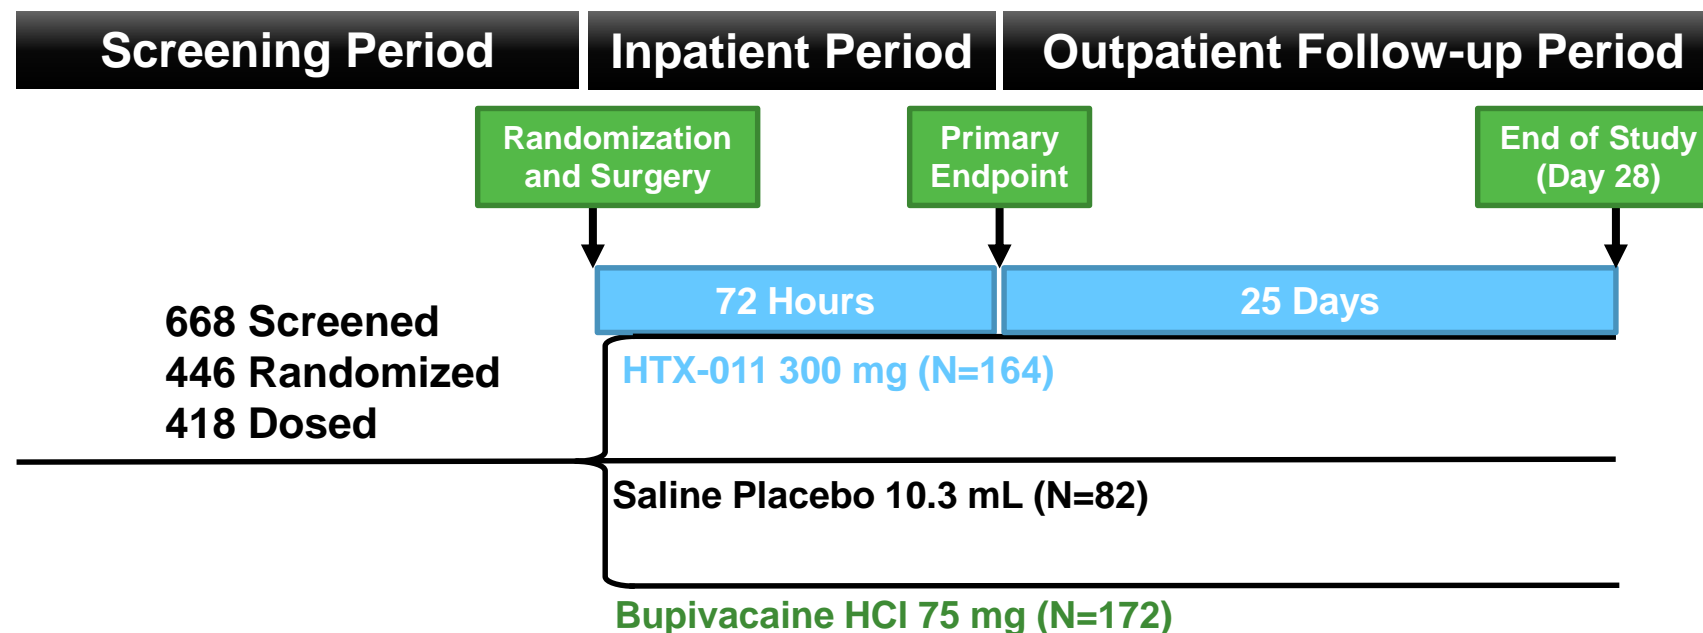 Screening Period
Inpatient Period
Outpatient Follow-up Period
Randomization
and Surgery
Primary
Endpoint
End of Study
(Day 28)
72 Hours
25 Days
668 Screened
446 Randomized
418 Dosed
HTX-011 300 mg (N=164)
Saline Placebo 10.3 mL (N=82)
Bupivacaine HCl 75 mg (N=172)